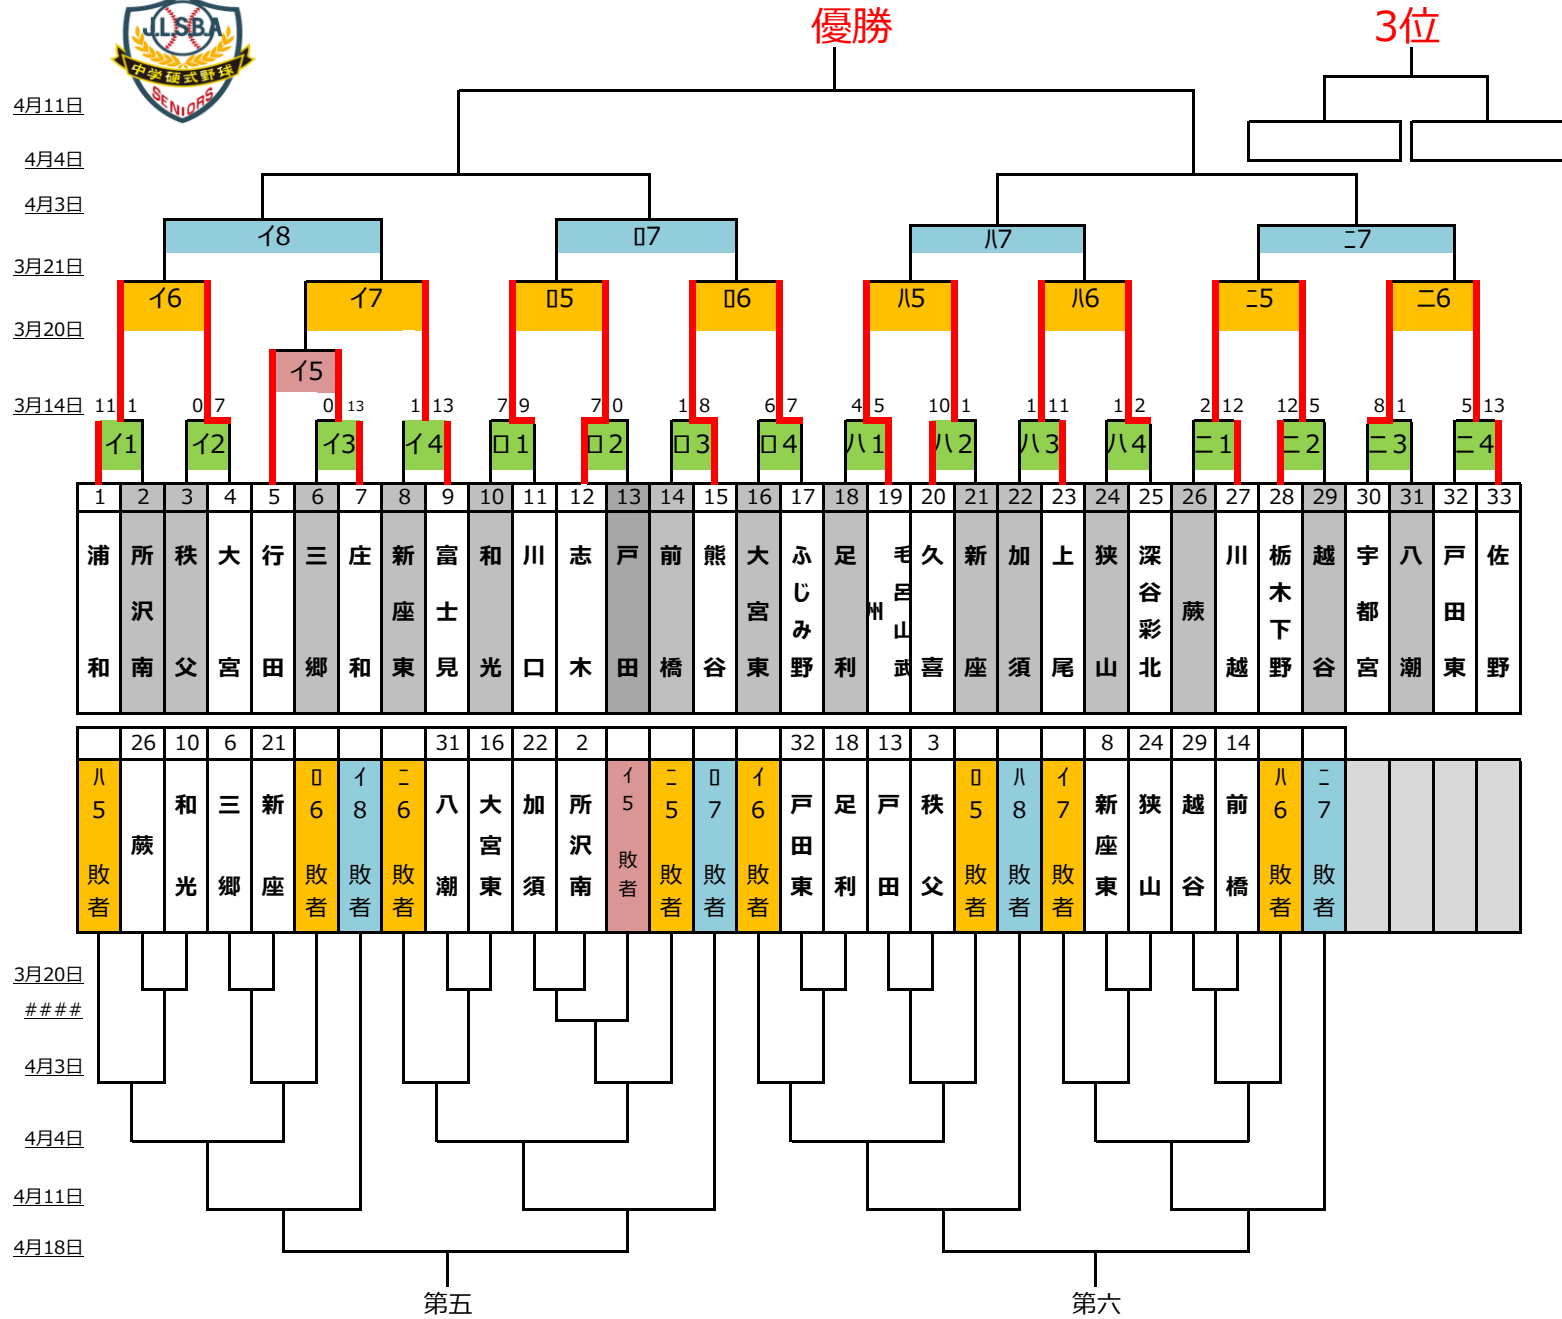 J.L.S.B.A
中学硬式野球
SENIORS
優勝
3位
4月11日
4月4日
4月3日
イ8
ロ7
ハ7
ニ7
3月21日
イ6
イ7
ロ5
ロ6
ハ5
ハ6
ニ5
ニ6
3月20日
イ5
3月14日 11 1 0 7 0 13 1 13 7 9 7 0 1 8 6 7 4 5 10 1 1 11 1 2 2 12 12 5 8 1 5 13
イ1 イ2 イ3 イ4 ロ1 ロ2 ロ3 ロ4 ハ1 ハ2 ハ3 ハ4 ニ1 ニ2 ニ3 ニ4
1 2 3 4 5 6 7 8 9 10 11 12 13 14 15 16 17 18 19 20 21 22 23 24 25 26 27 28 29 30 31 32 33
浦和
所沢南
秩父
大宮
行田
三郷
庄和
新座東
富士見
和光
川口
志木
戸田
前橋
熊谷
大宮東
ふじみ野
足利
毛呂山武州
久喜
新座
加須
上尾
狭山
深谷彩北
蕨
川越
栃木下野
越谷
宇都宮
八潮
戸田東
佐野
26 10 6 21 31 16 22 2 32 18 13 3 8 24 29 14
ハ5敗者
蕨
和光
三郷
新座
ロ6敗者
イ8敗者
ニ6敗者
八潮
大宮東
加須
所沢南
イ5敗者
ニ5敗者
ロ7敗者
イ6敗者
戸田東
足利
戸田
秩父
ロ5敗者
ハ8敗者
イ7敗者
新座東
狭山
越谷
前橋
ハ6敗者
ニ7敗者
3月20日
####
4月3日
4月4日
4月11日
4月18日
第五
第六